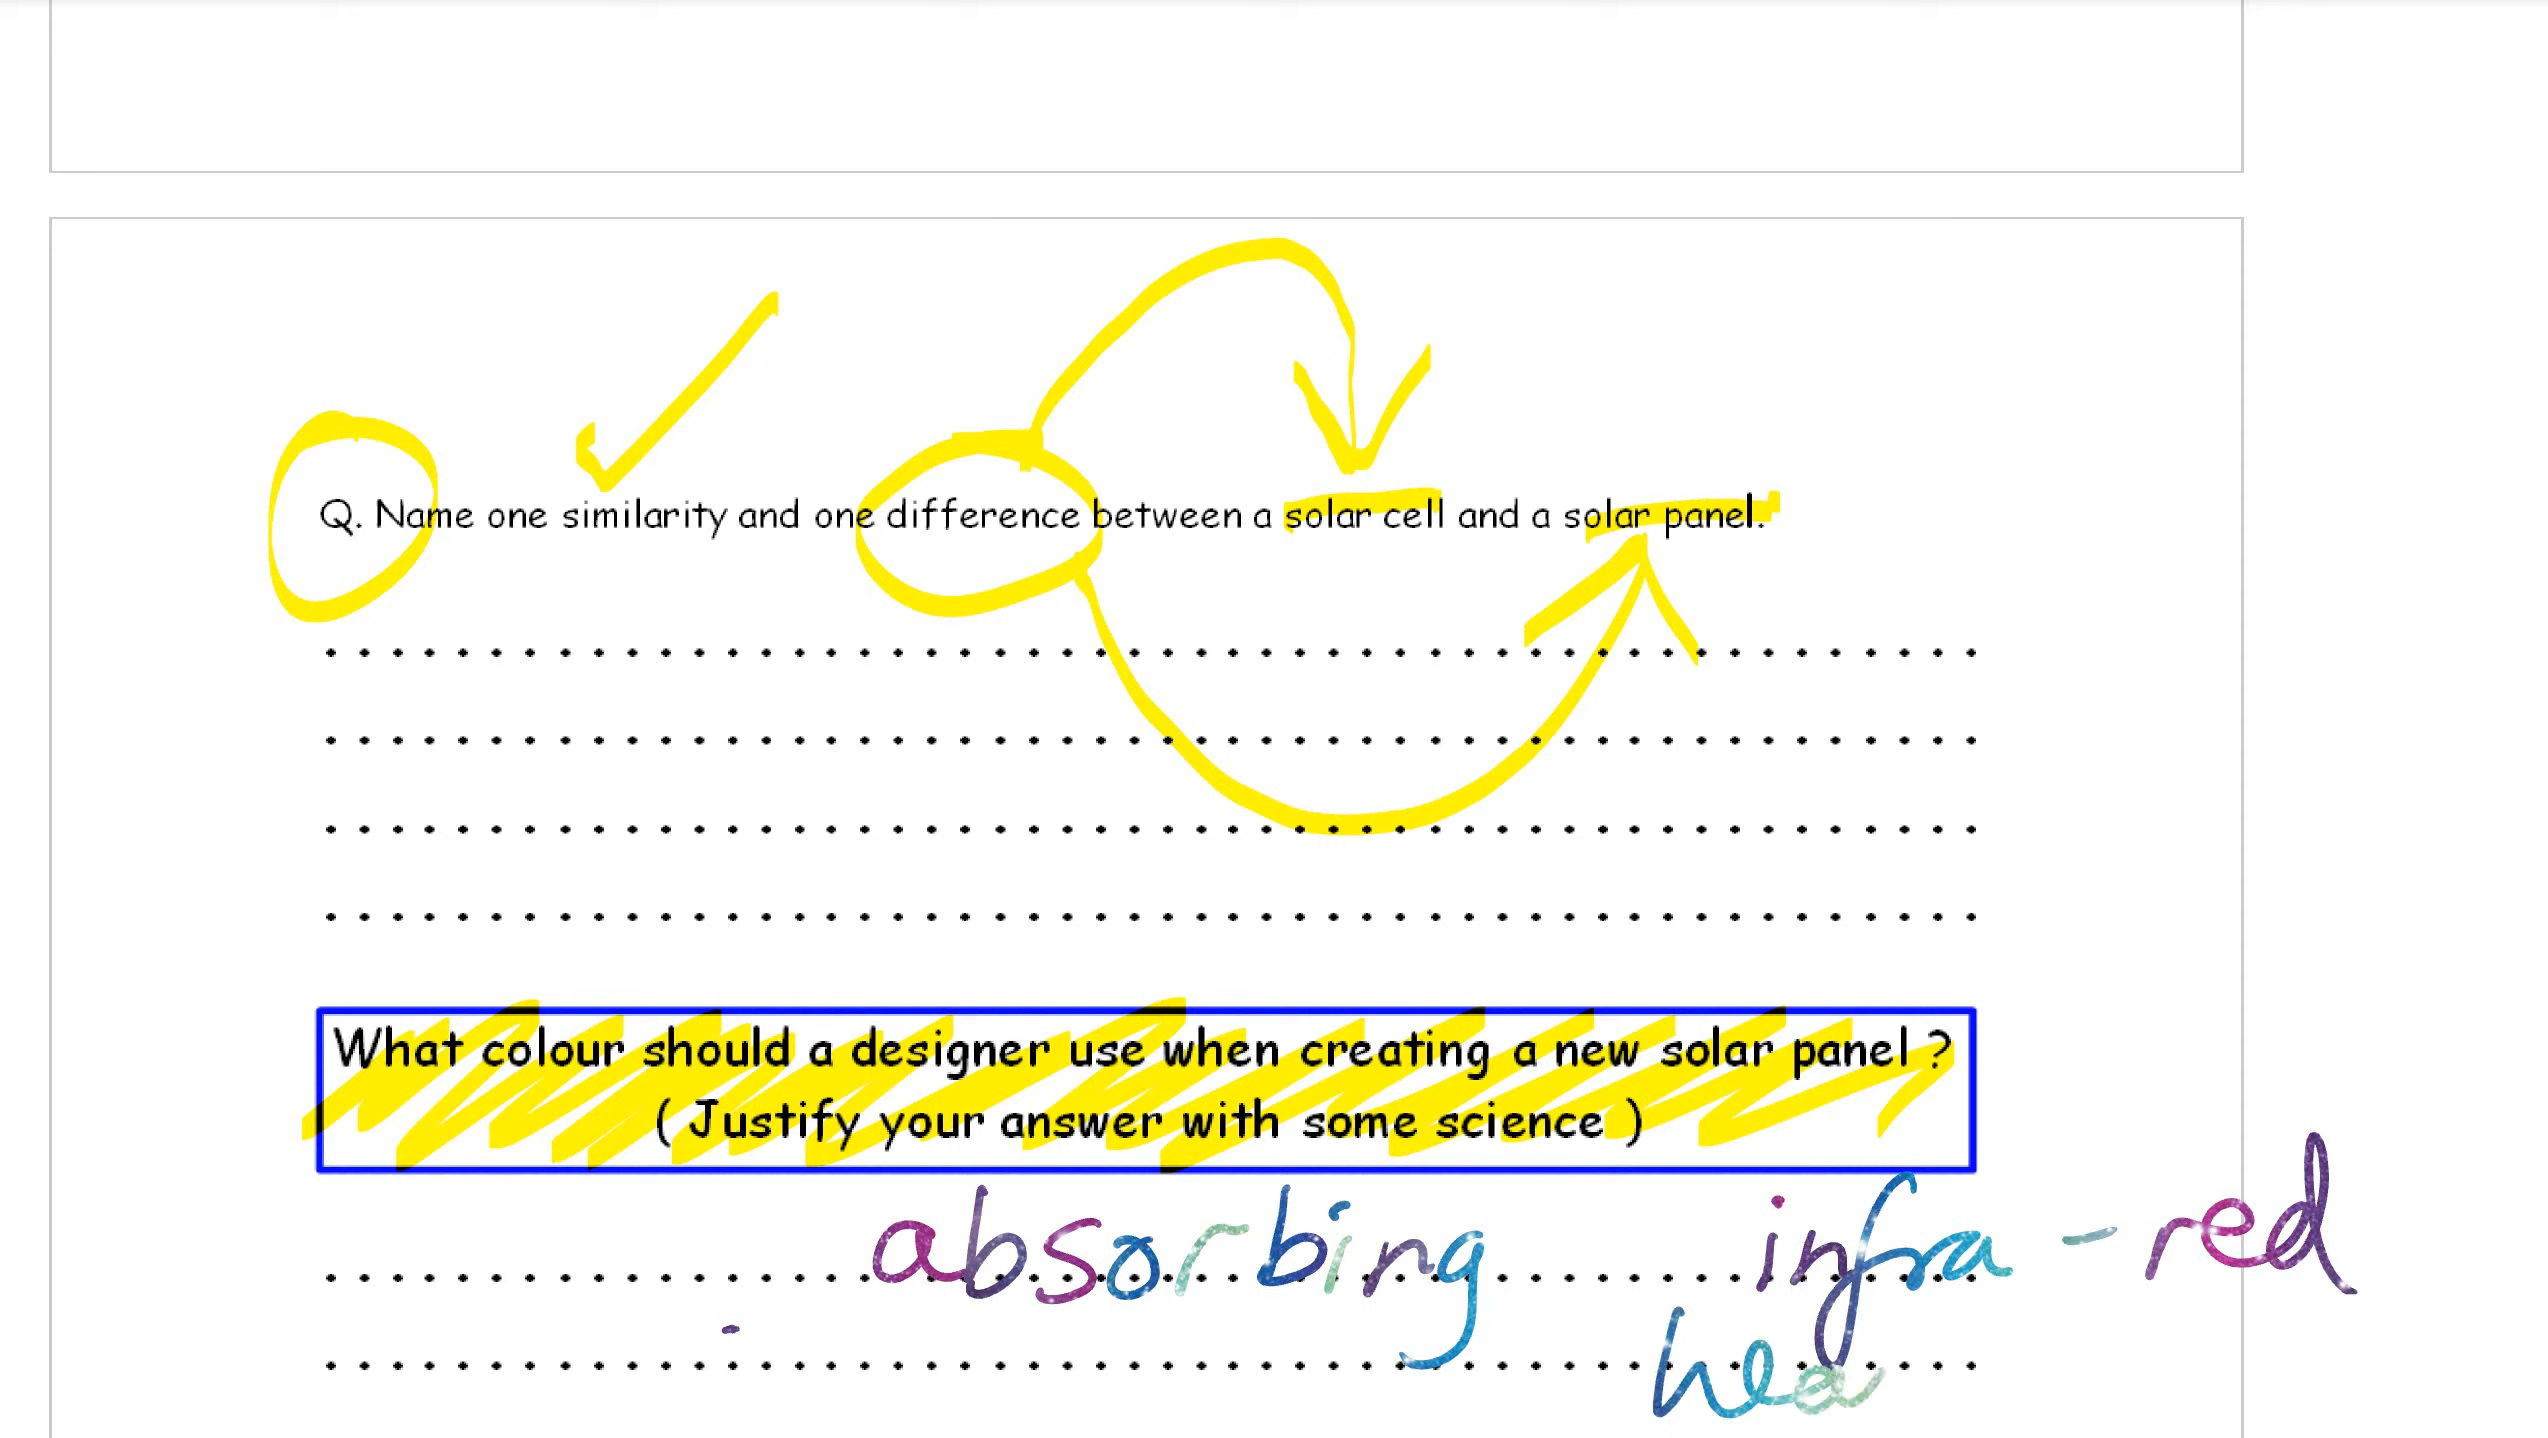 Q. Name one similarity and one difference between a solar cell and a solar panel.
What colour should a designer use when creating a new solar panel ?
( Justify your answer with some science )
absorbing infra-red
hea